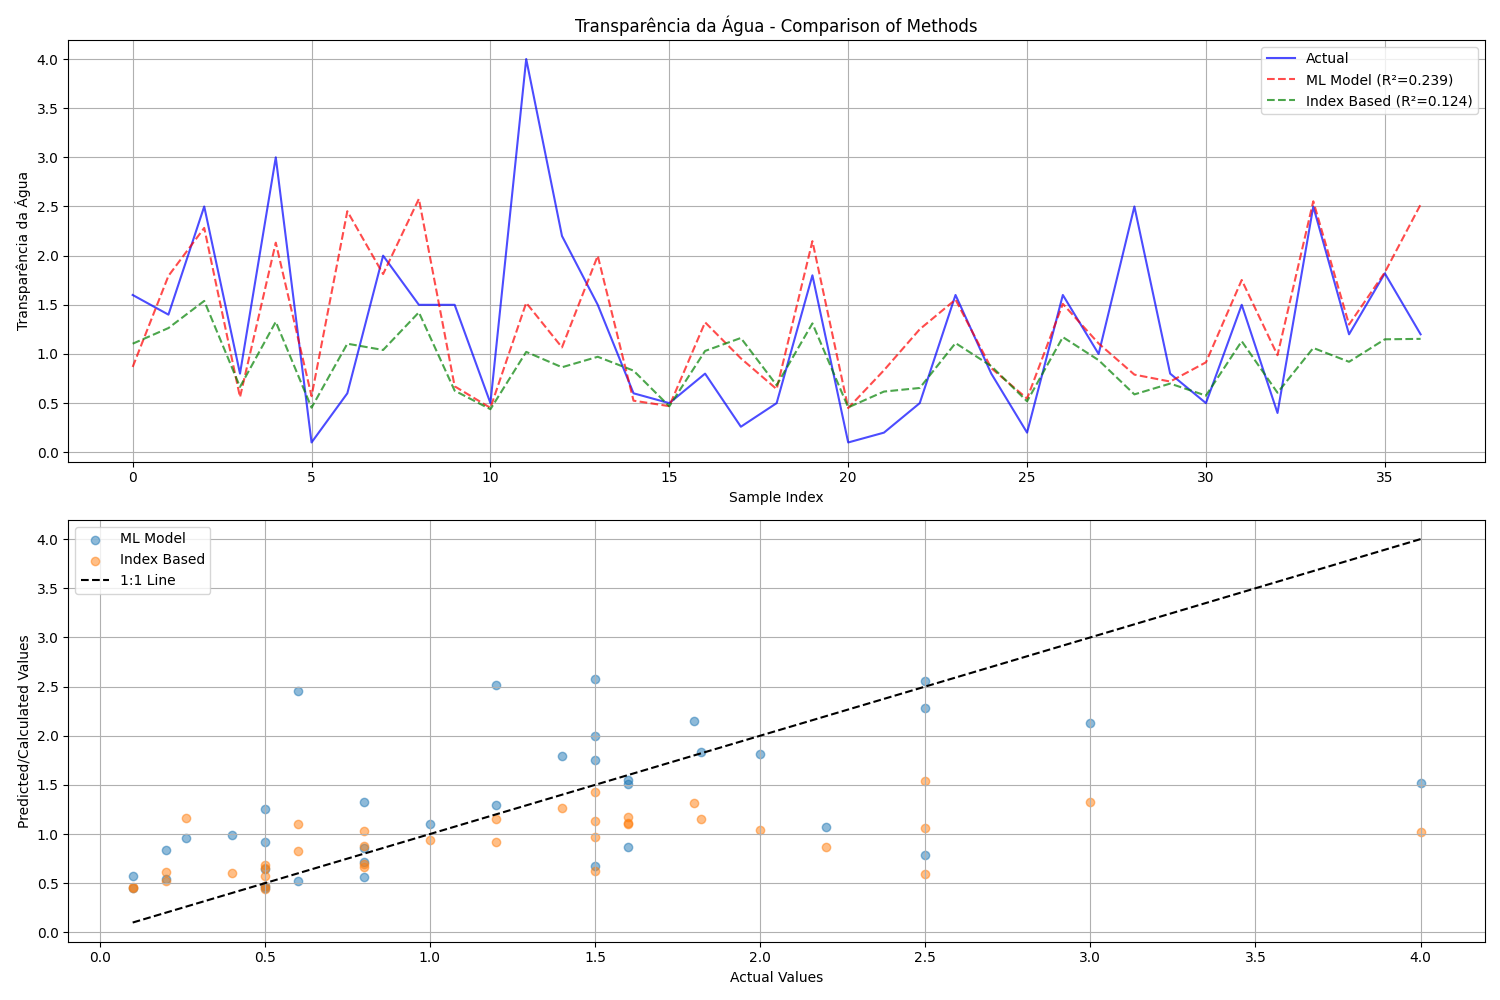 Transparência da Água - Comparison of Methods
Transparência da Água
4.0
3.5
3.0
2.5
2.0
1.5
1.0
0.5
0.0
Actual
ML Model (R²=0.239)
Index Based (R²=0.124)
0 5 10 15 20 25 30 35
Sample Index
Predicted/Calculated Values
4.0
3.5
3.0
2.5
2.0
1.5
1.0
0.5
0.0
ML Model
Index Based
1:1 Line
0.0 0.5 1.0 1.5 2.0 2.5 3.0 3.5 4.0
Actual Values